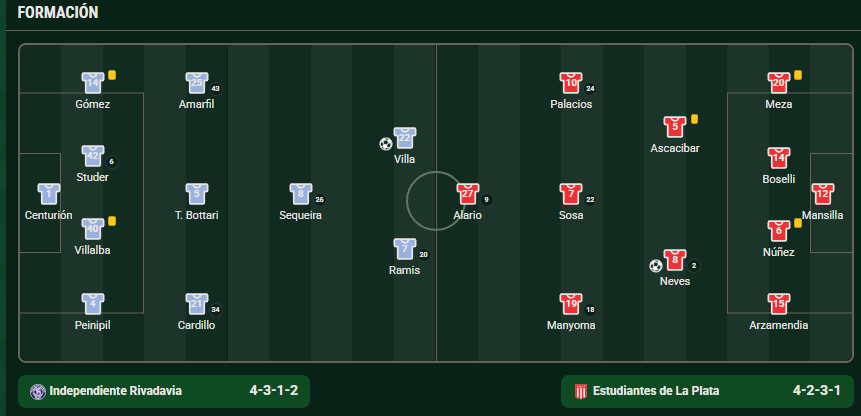 FORMACIÓN
14
Gómez
25 43
Amarfil
42 6
Studer
1
Centurión
40
Villalba
4
Peinipil
5
T. Bottari
21 34
Cardillo
8 26
Sequeira
22
Villa
7 20
Ramis
27 9
Alario
10 24
Palacios
7 22
Sosa
19 18
Manyoma
5
Ascacibar
8 2
Neves
20
Meza
14
Boselli
6
Núñez
15
Arzamendia
12
Mansilla
Independiente Rivadavia 4-3-1-2
Estudiantes de La Plata 4-2-3-1